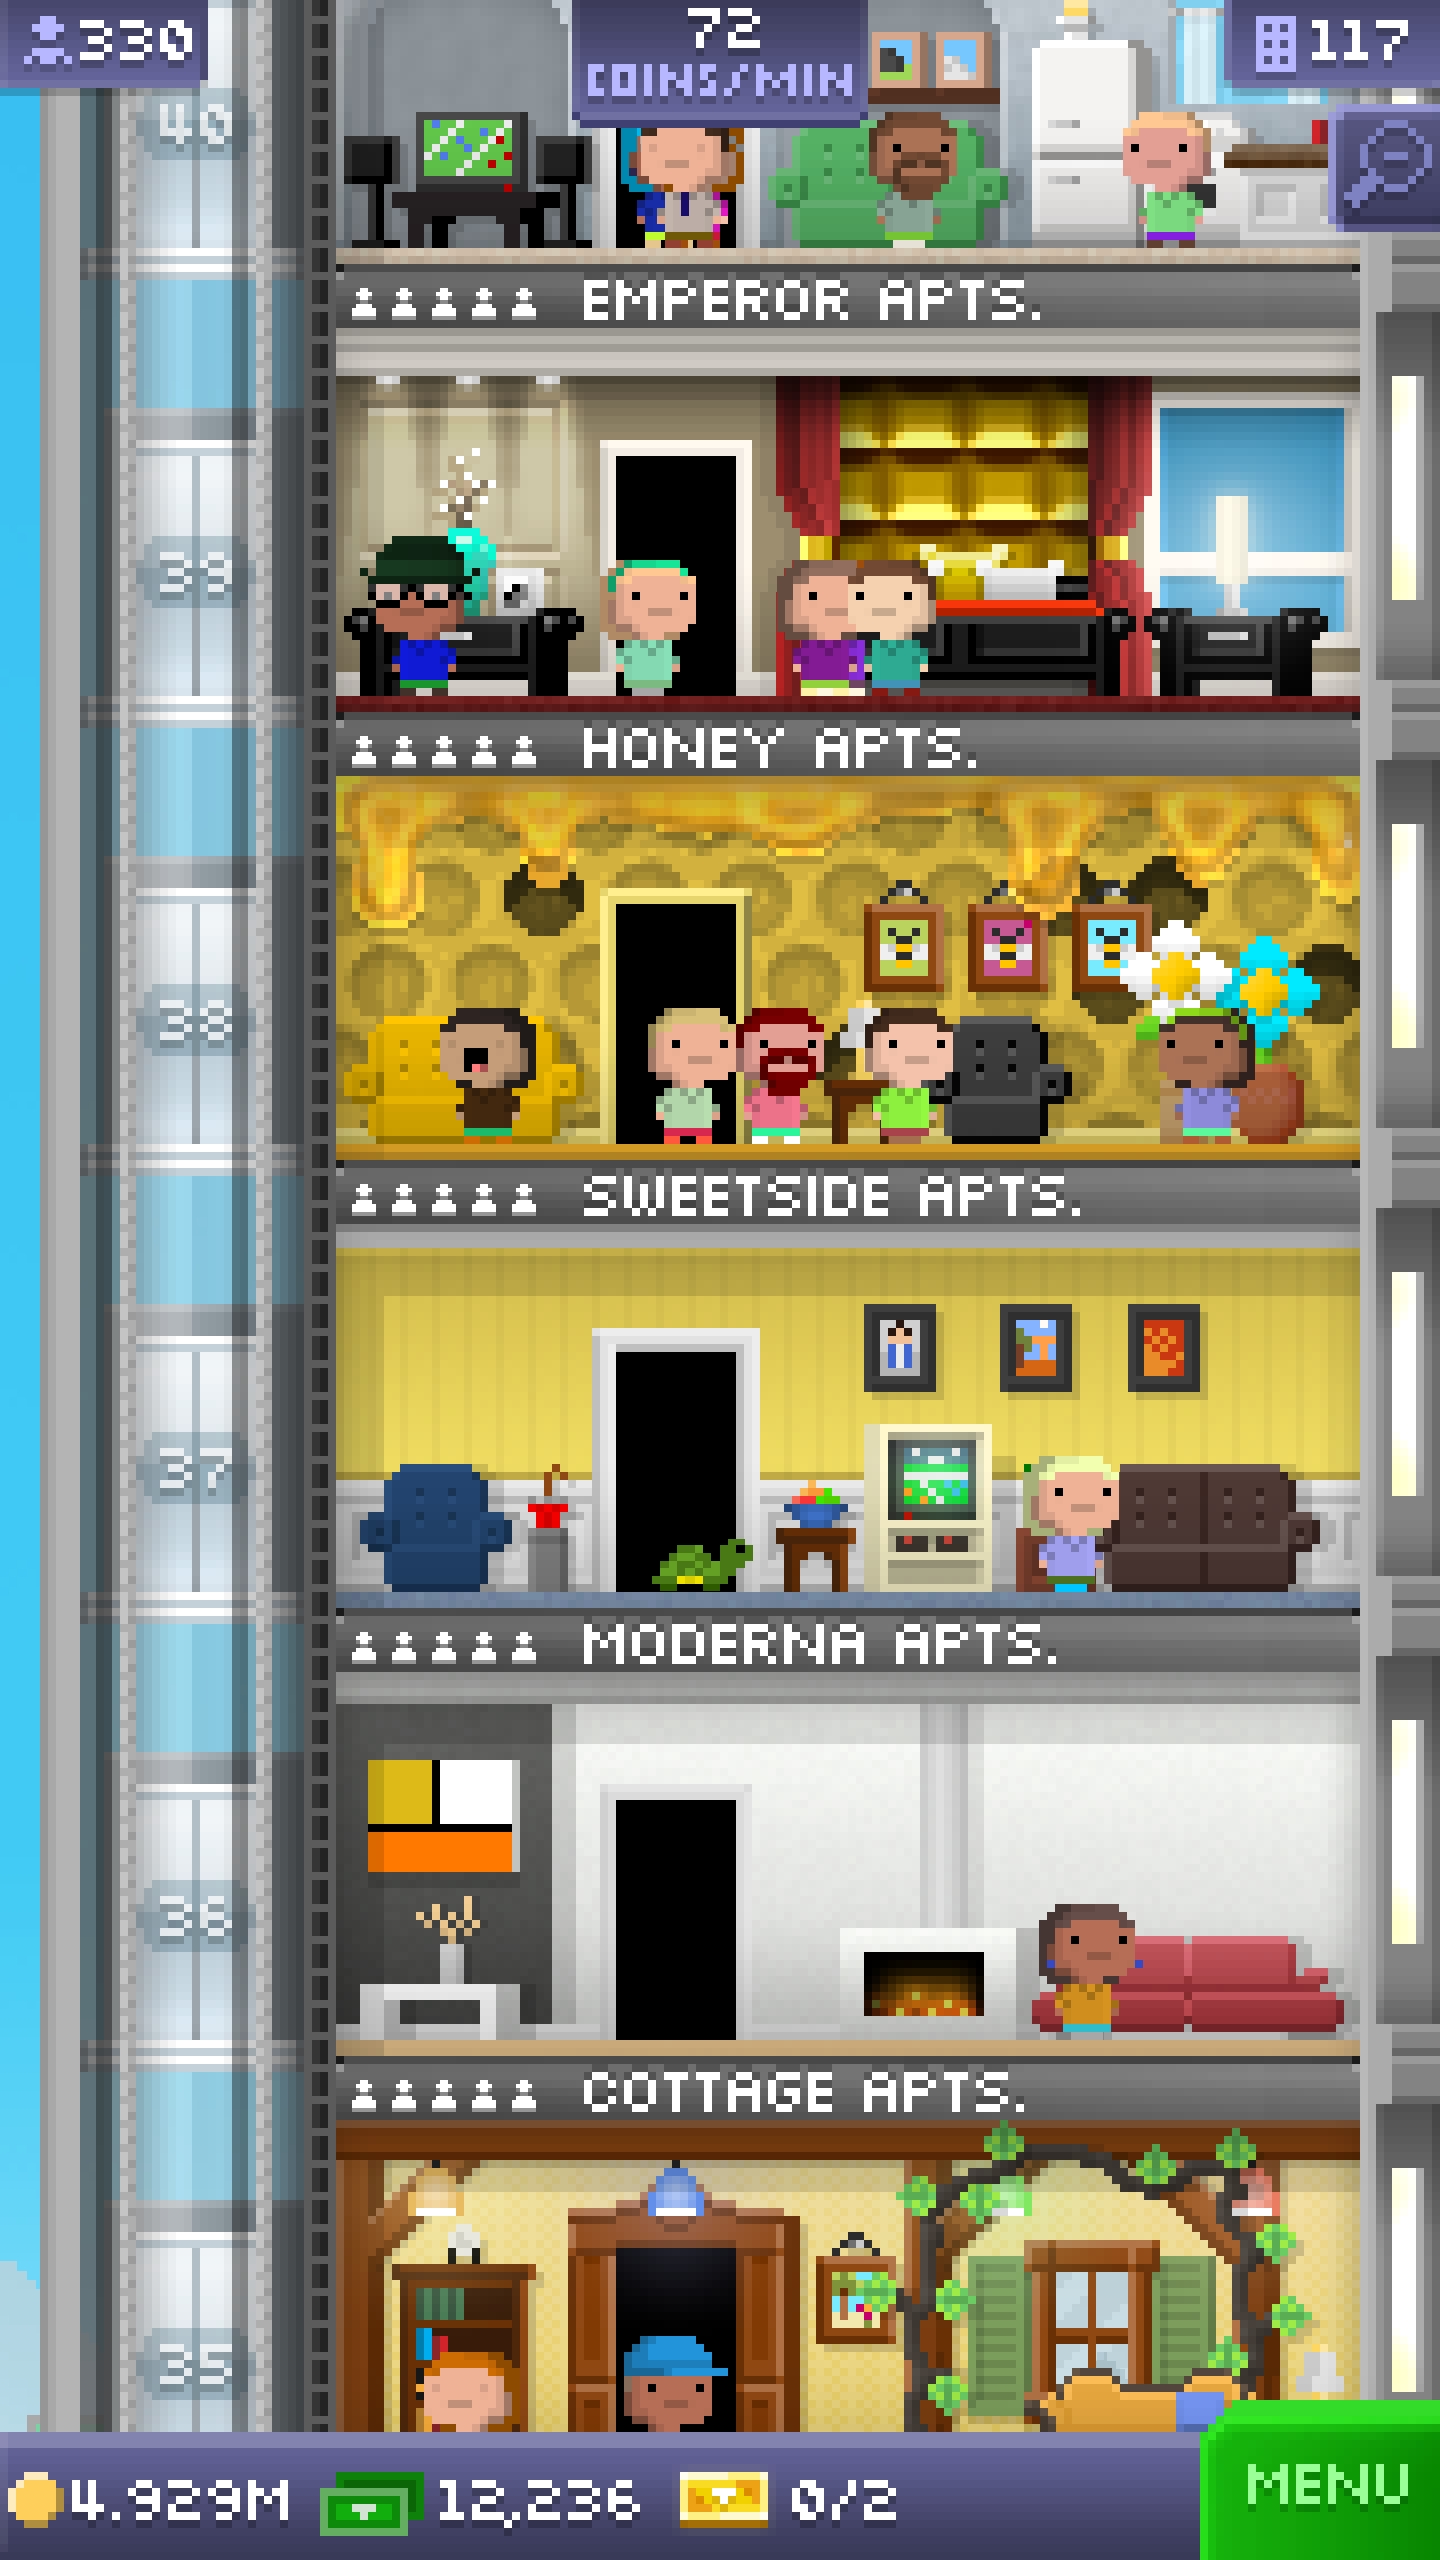 330
72
COINS/MIN
117
40
EMPEROR APTS.
39
HONEY APTS.
38
SWEETSIDE APTS.
37
MODERNA APTS.
36
COTTAGE APTS.
35
4.929M 12,236 0/2
MENU